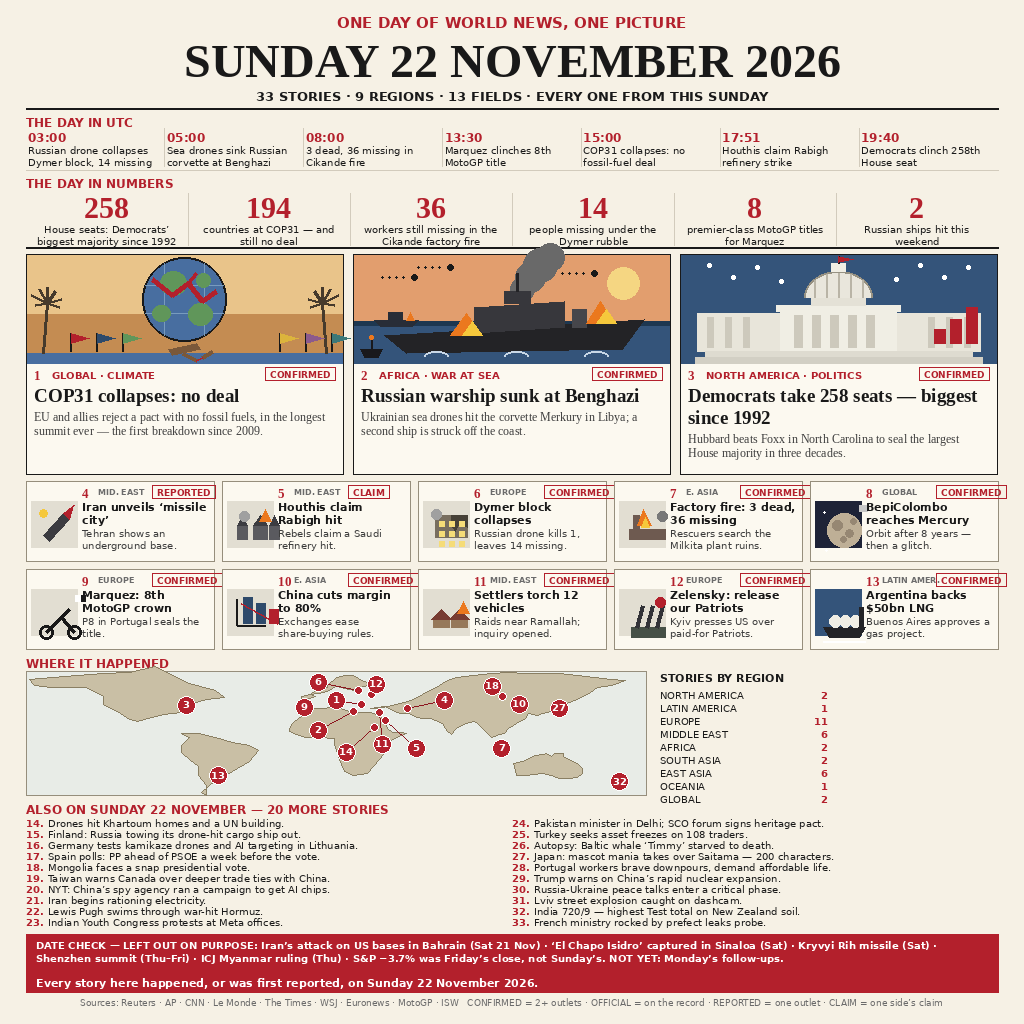 ONE DAY OF WORLD NEWS, ONE PICTURE
SUNDAY 22 NOVEMBER 2026
33 STORIES · 9 REGIONS · 13 FIELDS · EVERY ONE FROM THIS SUNDAY
THE DAY IN UTC
03:00
Russian drone collapses
Dymer block, 14 missing
05:00
Sea drones sink Russian
corvette at Benghazi
08:00
3 dead, 36 missing in
Cikande fire
13:30
Marquez clinches 8th
MotoGP title
15:00
COP31 collapses: no
fossil-fuel deal
17:51
Houthis claim Rabigh
refinery strike
19:40
Democrats clinch 258th
House seat
THE DAY IN NUMBERS
258
House seats: Democrats’
biggest majority since 1992
194
countries at COP31 — and
still no deal
36
workers still missing in the
Cikande factory fire
14
people missing under the
Dymer rubble
8
premier-class MotoGP titles
for Marquez
2
Russian ships hit this
weekend
1 GLOBAL · CLIMATE CONFIRMED
COP31 collapses: no deal
EU and allies reject a pact with no fossil fuels, in the longest
summit ever — the first breakdown since 2009.
2 AFRICA · WAR AT SEA CONFIRMED
Russian warship sunk at Benghazi
Ukrainian sea drones hit the corvette Merkury in Libya; a
second ship is struck off the coast.
3 NORTH AMERICA · POLITICS CONFIRMED
Democrats take 258 seats — biggest
since 1992
Hubbard beats Foxx in North Carolina to seal the largest
House majority in three decades.
4 MID. EAST REPORTED
Iran unveils ‘missile
city’
Tehran shows an
underground base.
5 MID. EAST CLAIM
Houthis claim
Rabigh hit
Rebels claim a Saudi
refinery hit.
6 EUROPE CONFIRMED
Dymer block
collapses
Russian drone kills 1,
leaves 14 missing.
7 E. ASIA CONFIRMED
Factory fire: 3 dead,
36 missing
Rescuers search the
Milkita plant ruins.
8 GLOBAL CONFIRMED
BepiColombo
reaches Mercury
Orbit after 8 years —
then a glitch.
9 EUROPE CONFIRMED
Marquez: 8th
MotoGP crown
P8 in Portugal seals the
title.
10 E. ASIA CONFIRMED
China cuts margin
to 80%
Exchanges ease
share-buying rules.
11 MID. EAST CONFIRMED
Settlers torch 12
vehicles
Raids near Ramallah;
inquiry opened.
12 EUROPE CONFIRMED
Zelensky: release
our Patriots
Kyiv presses US over
paid-for Patriots.
13 LATIN AMER. CONFIRMED
Argentina backs
$50bn LNG
Buenos Aires approves a
gas project.
WHERE IT HAPPENED
6
12
18
3
9
1
4
10
27
2
14
11
5
7
13
32
STORIES BY REGION
NORTH AMERICA 2
LATIN AMERICA 1
EUROPE 11
MIDDLE EAST 6
AFRICA 2
SOUTH ASIA 2
EAST ASIA 6
OCEANIA 1
GLOBAL 2
ALSO ON SUNDAY 22 NOVEMBER — 20 MORE STORIES
14. Drones hit Khartoum homes and a UN building.
15. Finland: Russia towing its drone-hit cargo ship out.
16. Germany tests kamikaze drones and AI targeting in Lithuania.
17. Spain polls: PP ahead of PSOE a week before the vote.
18. Mongolia faces a snap presidential vote.
19. Taiwan warns Canada over deeper trade ties with China.
20. NYT: China’s spy agency ran a campaign to get AI chips.
21. Iran begins rationing electricity.
22. Lewis Pugh swims through war-hit Hormuz.
23. Indian Youth Congress protests at Meta offices.
24. Pakistan minister in Delhi; SCO forum signs heritage pact.
25. Turkey seeks asset freezes on 108 traders.
26. Autopsy: Baltic whale ‘Timmy’ starved to death.
27. Japan: mascot mania takes over Saitama — 200 characters.
28. Portugal workers brave downpours, demand affordable life.
29. Trump warns on China’s rapid nuclear expansion.
30. Russia-Ukraine peace talks enter a critical phase.
31. Lviv street explosion caught on dashcam.
32. India 720/9 — highest Test total on New Zealand soil.
33. French ministry rocked by prefect leaks probe.
DATE CHECK — LEFT OUT ON PURPOSE: Iran’s attack on US bases in Bahrain (Sat 21 Nov) · ‘El Chapo Isidro’ captured in Sinaloa (Sat) · Kryvyi Rih missile (Sat) ·
Shenzhen summit (Thu–Fri) · ICJ Myanmar ruling (Thu) · S&P −3.7% was Friday’s close, not Sunday’s. NOT YET: Monday’s follow-ups.
Every story here happened, or was first reported, on Sunday 22 November 2026.
Sources: Reuters · AP · CNN · Le Monde · The Times · WSJ · Euronews · MotoGP · ISW CONFIRMED = 2+ outlets · OFFICIAL = on the record · REPORTED = one outlet · CLAIM = one side’s claim